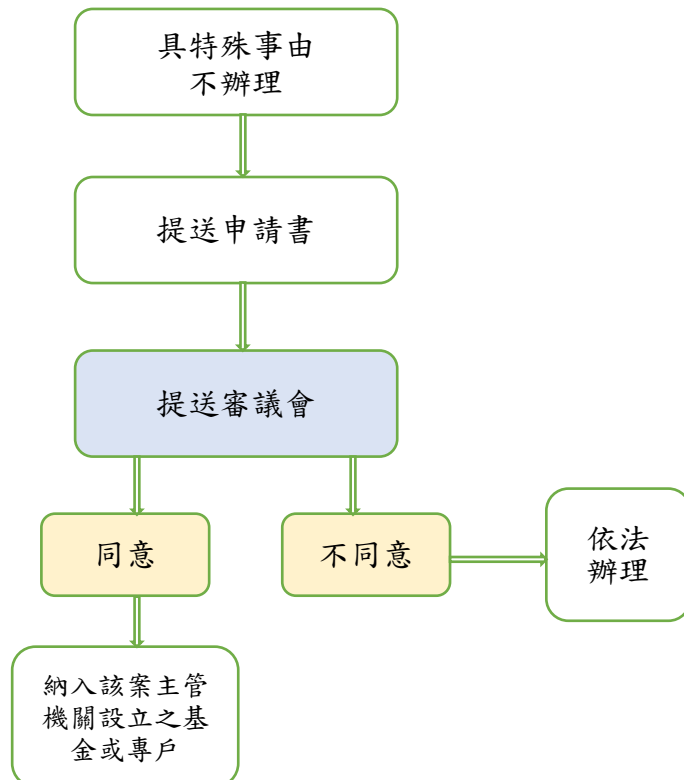 具特殊事由
不辦理
提送申請書
提送審議會
同意
不同意
依法
辦理
納入該案主管
機關設立之基
金或專戶